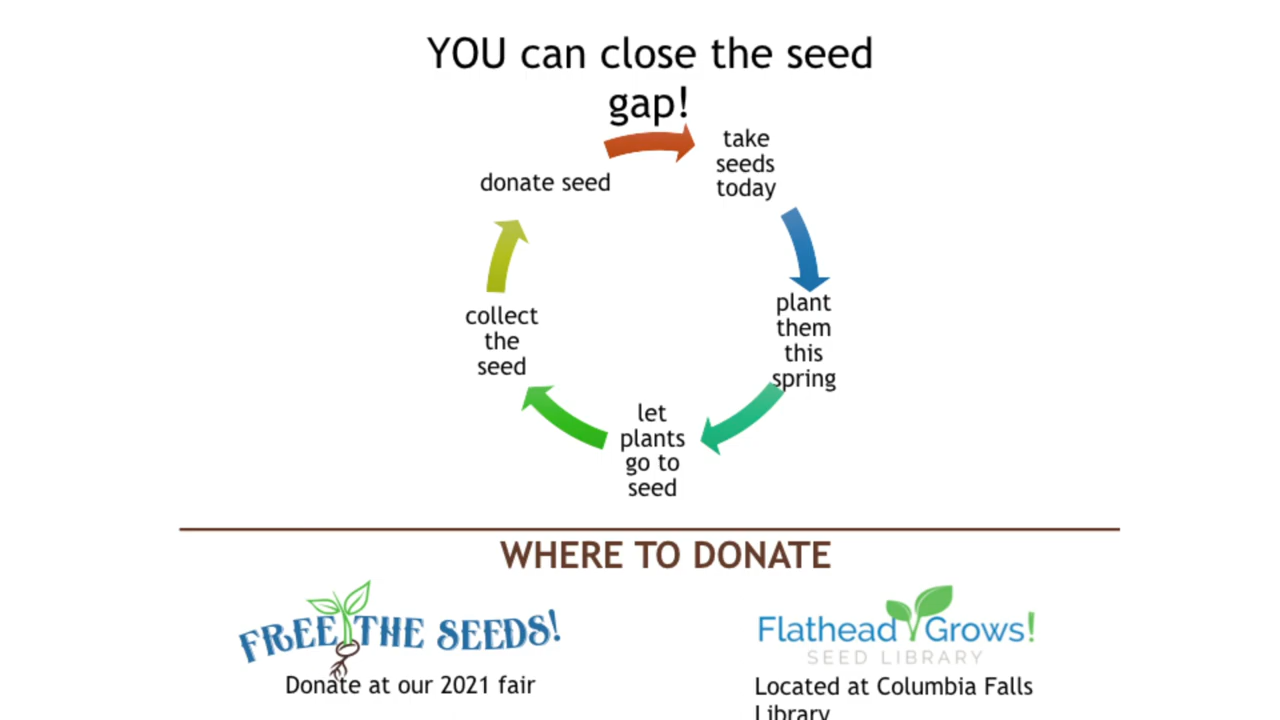 YOU can close the seed
gap!
take
seeds
today
plant
them
this
spring
let
plants
go to
seed
collect
the
seed
donate seed
WHERE TO DONATE
FREE THE SEEDS!
Donate at our 2021 fair
Flathead Grows!
SEED LIBRARY
Located at Columbia Falls
Library